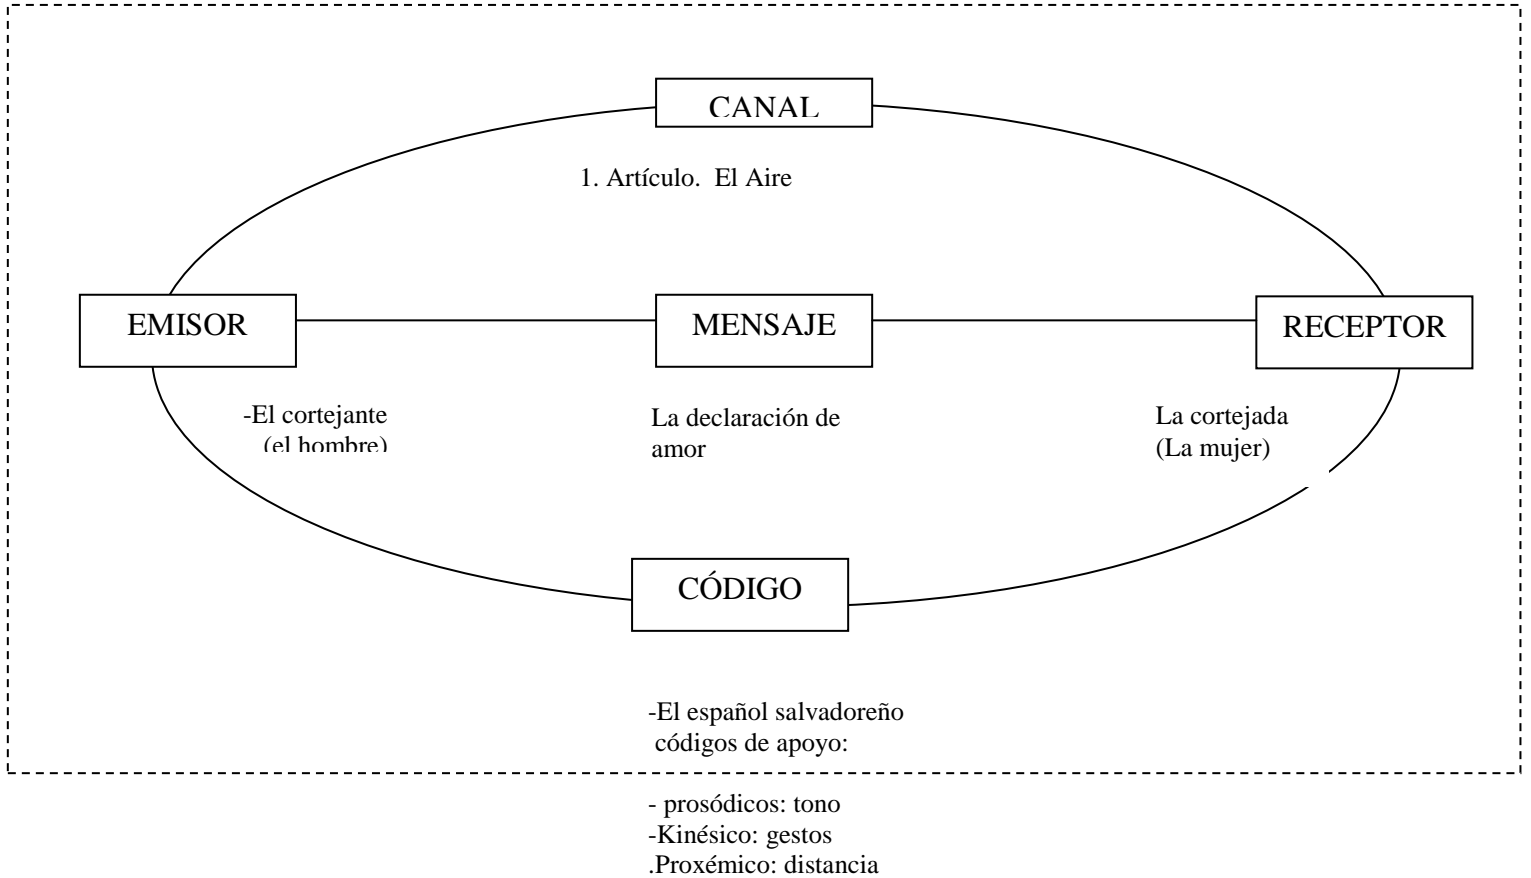 CANAL
1. Artículo.  El Aire
EMISOR
MENSAJE
RECEPTOR
-El cortejante
(el hombre)
La declaración de
amor
La cortejada
(La mujer)
CÓDIGO
-El español salvadoreño
códigos de apoyo:
- prosódicos: tono
-Kinésico: gestos
.Proxémico: distancia